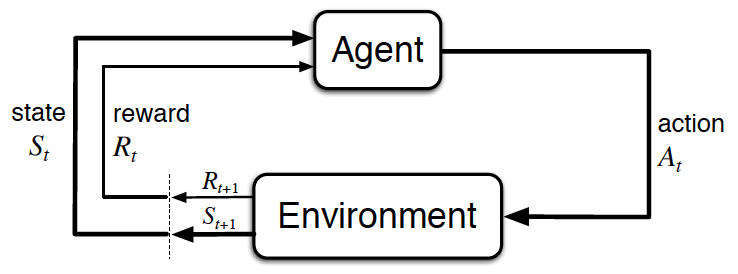 Agent
state
S_t
reward
R_t
action
A_t
R_{t+1}
S_{t+1}
Environment